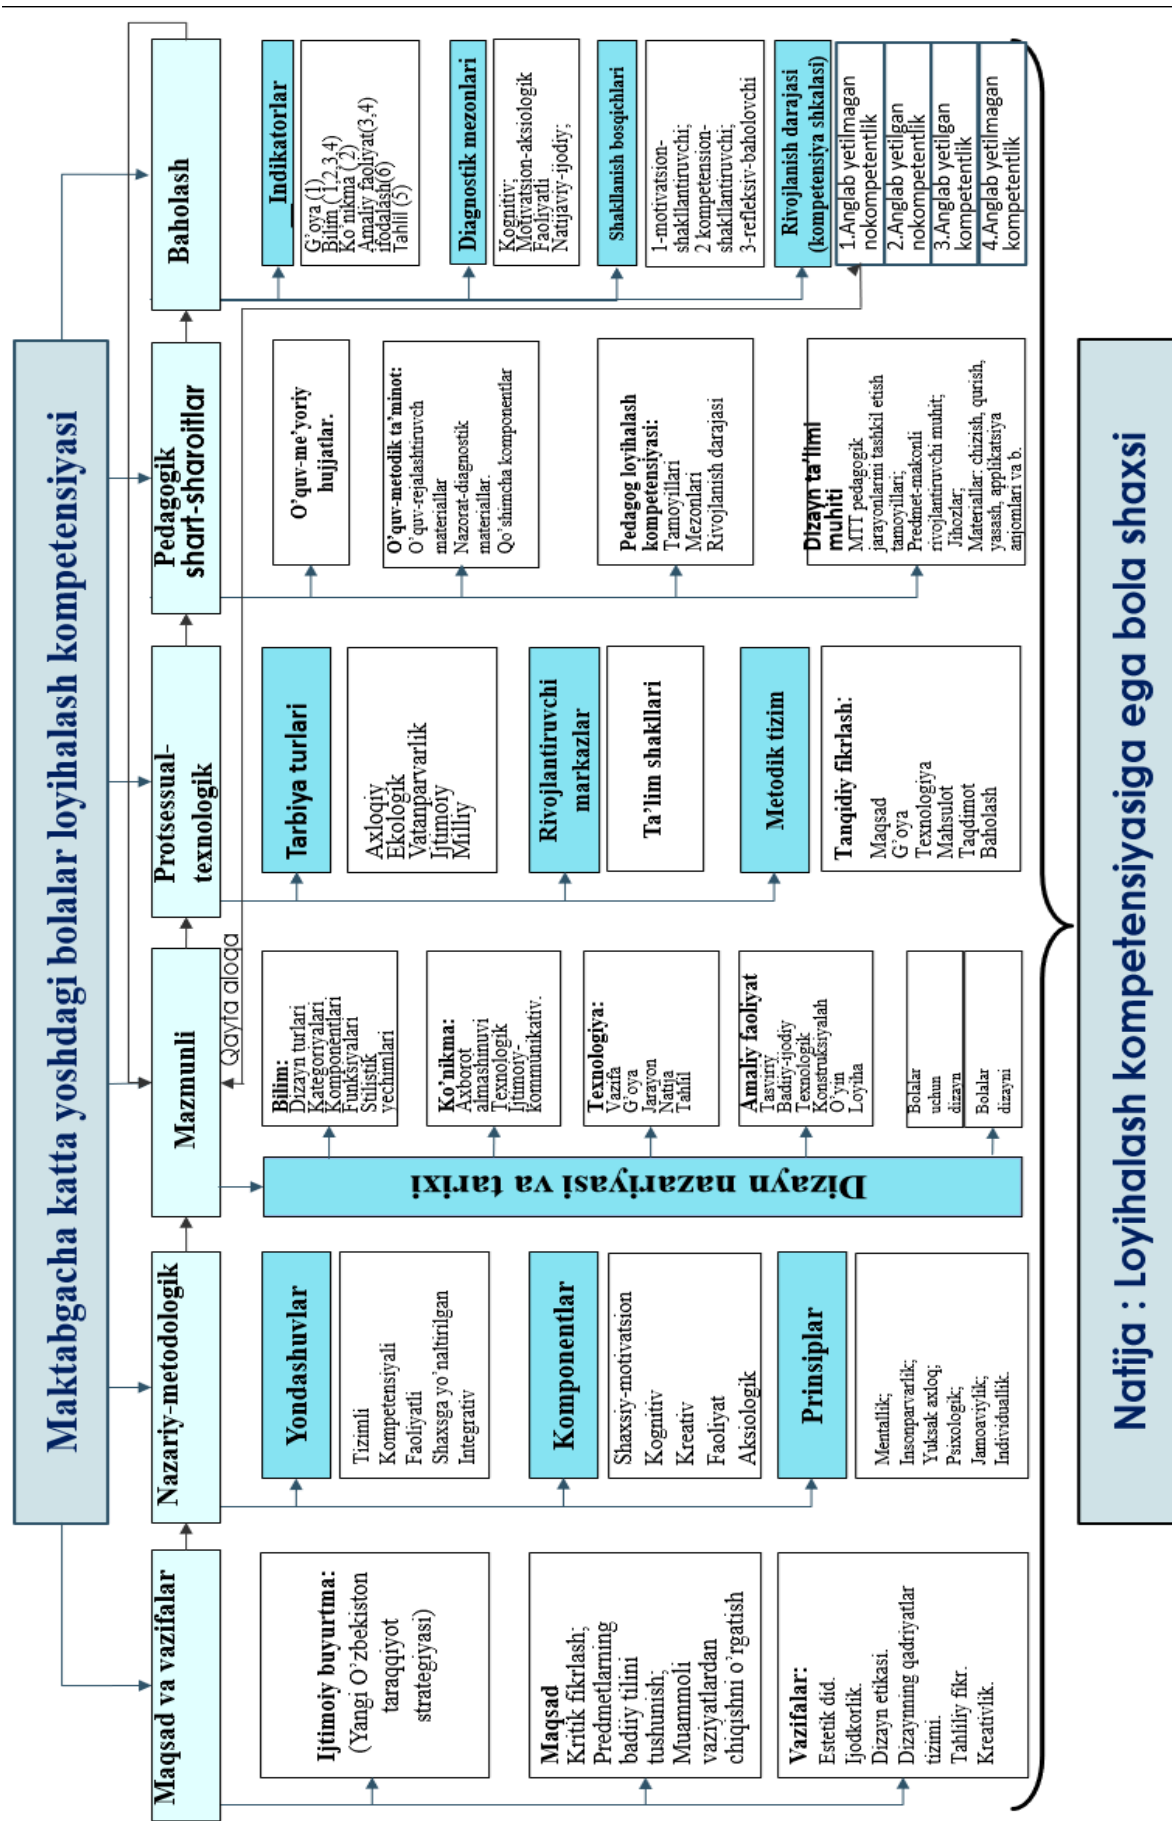 Maktabgacha katta yoshdagi bolalar loyihalash kompetensiyasi
Maqsad va vazifalar
Ijtimoiy buyurtma:
(Yangi O’zbekiston
taraqqiyot
strategiyasi)
Maqsad
Kritik fikrlash;
Predmetlarning
badiiy tilini
tushunish;
Muammoli
vaziyatlardan
chiqishni o’rgatish
Vazifalar:
Estetik did.
Ijodkorlik.
Dizayn etikasi.
Dizaynning qadriyatlar
tizimi.
Tahliliy fikr.
Kreativlik.
Nazariy-metodologik
Yondashuvlar
Tizimli
Kompetensiyali
Faoliyatli
Shaxsga yo’naltirilgan
Integrativ
Komponentlar
Shaxsiy-motivatsion
Kognitiv
Kreativ
Faoliyat
Aksiologik
Prinsiplar
Mentallik;
Insonparvarlik;
Yuksak axloq;
Psixologik;
Jamoaviylik;
Individuallik.
Mazmunli
Qayta aloqa
Dizayn nazariyasi va tarixi
Bilim:
Dizayn turlari
Kategoriyalari
Komponentlari
Funksiyalari
Stilistik
yechimlari
Ko’nikma:
Axborot
almashinuvi
Texnologik
Ijtimoiy-
kommunikativ.
Texnologiya:
Vazifa
G’oya
Jarayon
Natija
Tahlil
Amaliy faoliyat
Tasviriy
Badiiy-ijodiy
Texnologik
Konstruksiyalah
O’yin
Loyiha
Bolalar
uchun
dizayn
Bolalar
dizayni
Protsessual-
texnologik
Tarbiya turlari
Axloqiy
Ekologik
Vatanparvarlik
Ijtimoiy
Milliy
Rivojlantiruvchi
markazlar
Ta’lim shakllari
Metodik tizim
Tanqidiy fikrlash:
Maqsad
G’oya
Texnologiya
Mahsulot
Taqdimot
Baholash
Pedagogik
shart-sharoitlar
O’quv-me’yoriy
hujjatlar.
O’quv-metodik ta’minot:
O’quv-rejalashtiruvch
materiallar
Nazorat-diagnostik
materiallar.
Qo’shimcha komponentlar
Pedagog loyihalash
kompetensiyasi:
Tamoyillari
Mezonlari
Rivojlanish darajasi
Dizayn ta’limi
muhiti
MTT pedagogik
jarayonlarini tashkil etish
tamoyillari;
Predmet-makonli
rivojlantiruvchi muhit;
Jihozlar;
Materiallar: chizish, qurish,
yasash, applikatsiya
anjomlari va b.
Baholash
Indikatorlar
G’oya (1)
Bilim (1,2,3,4)
Ko’nikma ( 2)
Amaliy faoliyat(3,4)
ifodalash(6)
Tahlil (5)
Diagnostik mezonlari
Kognitiv;
Motivatsion-aksiologik
Faoliyatli
Natijaviy-ijodiy;
Shakllanish bosqichlari
1-motivatsion-
shakllantiruvchi;
2 kompetension-
shakllantiruvchi;
3-refleksiv-baholovchi
Rivojlanish darajasi
(kompetensiya shkalasi)
1.Anglab yetilmagan
nokompetentlik
2.Anglab yetilgan
nokompetentlik
3.Anglab yetilgan
kompetentlik
4.Anglab yetilmagan
kompetentlik
Natija : Loyihalash kompetensiyasiga ega bola shaxsi